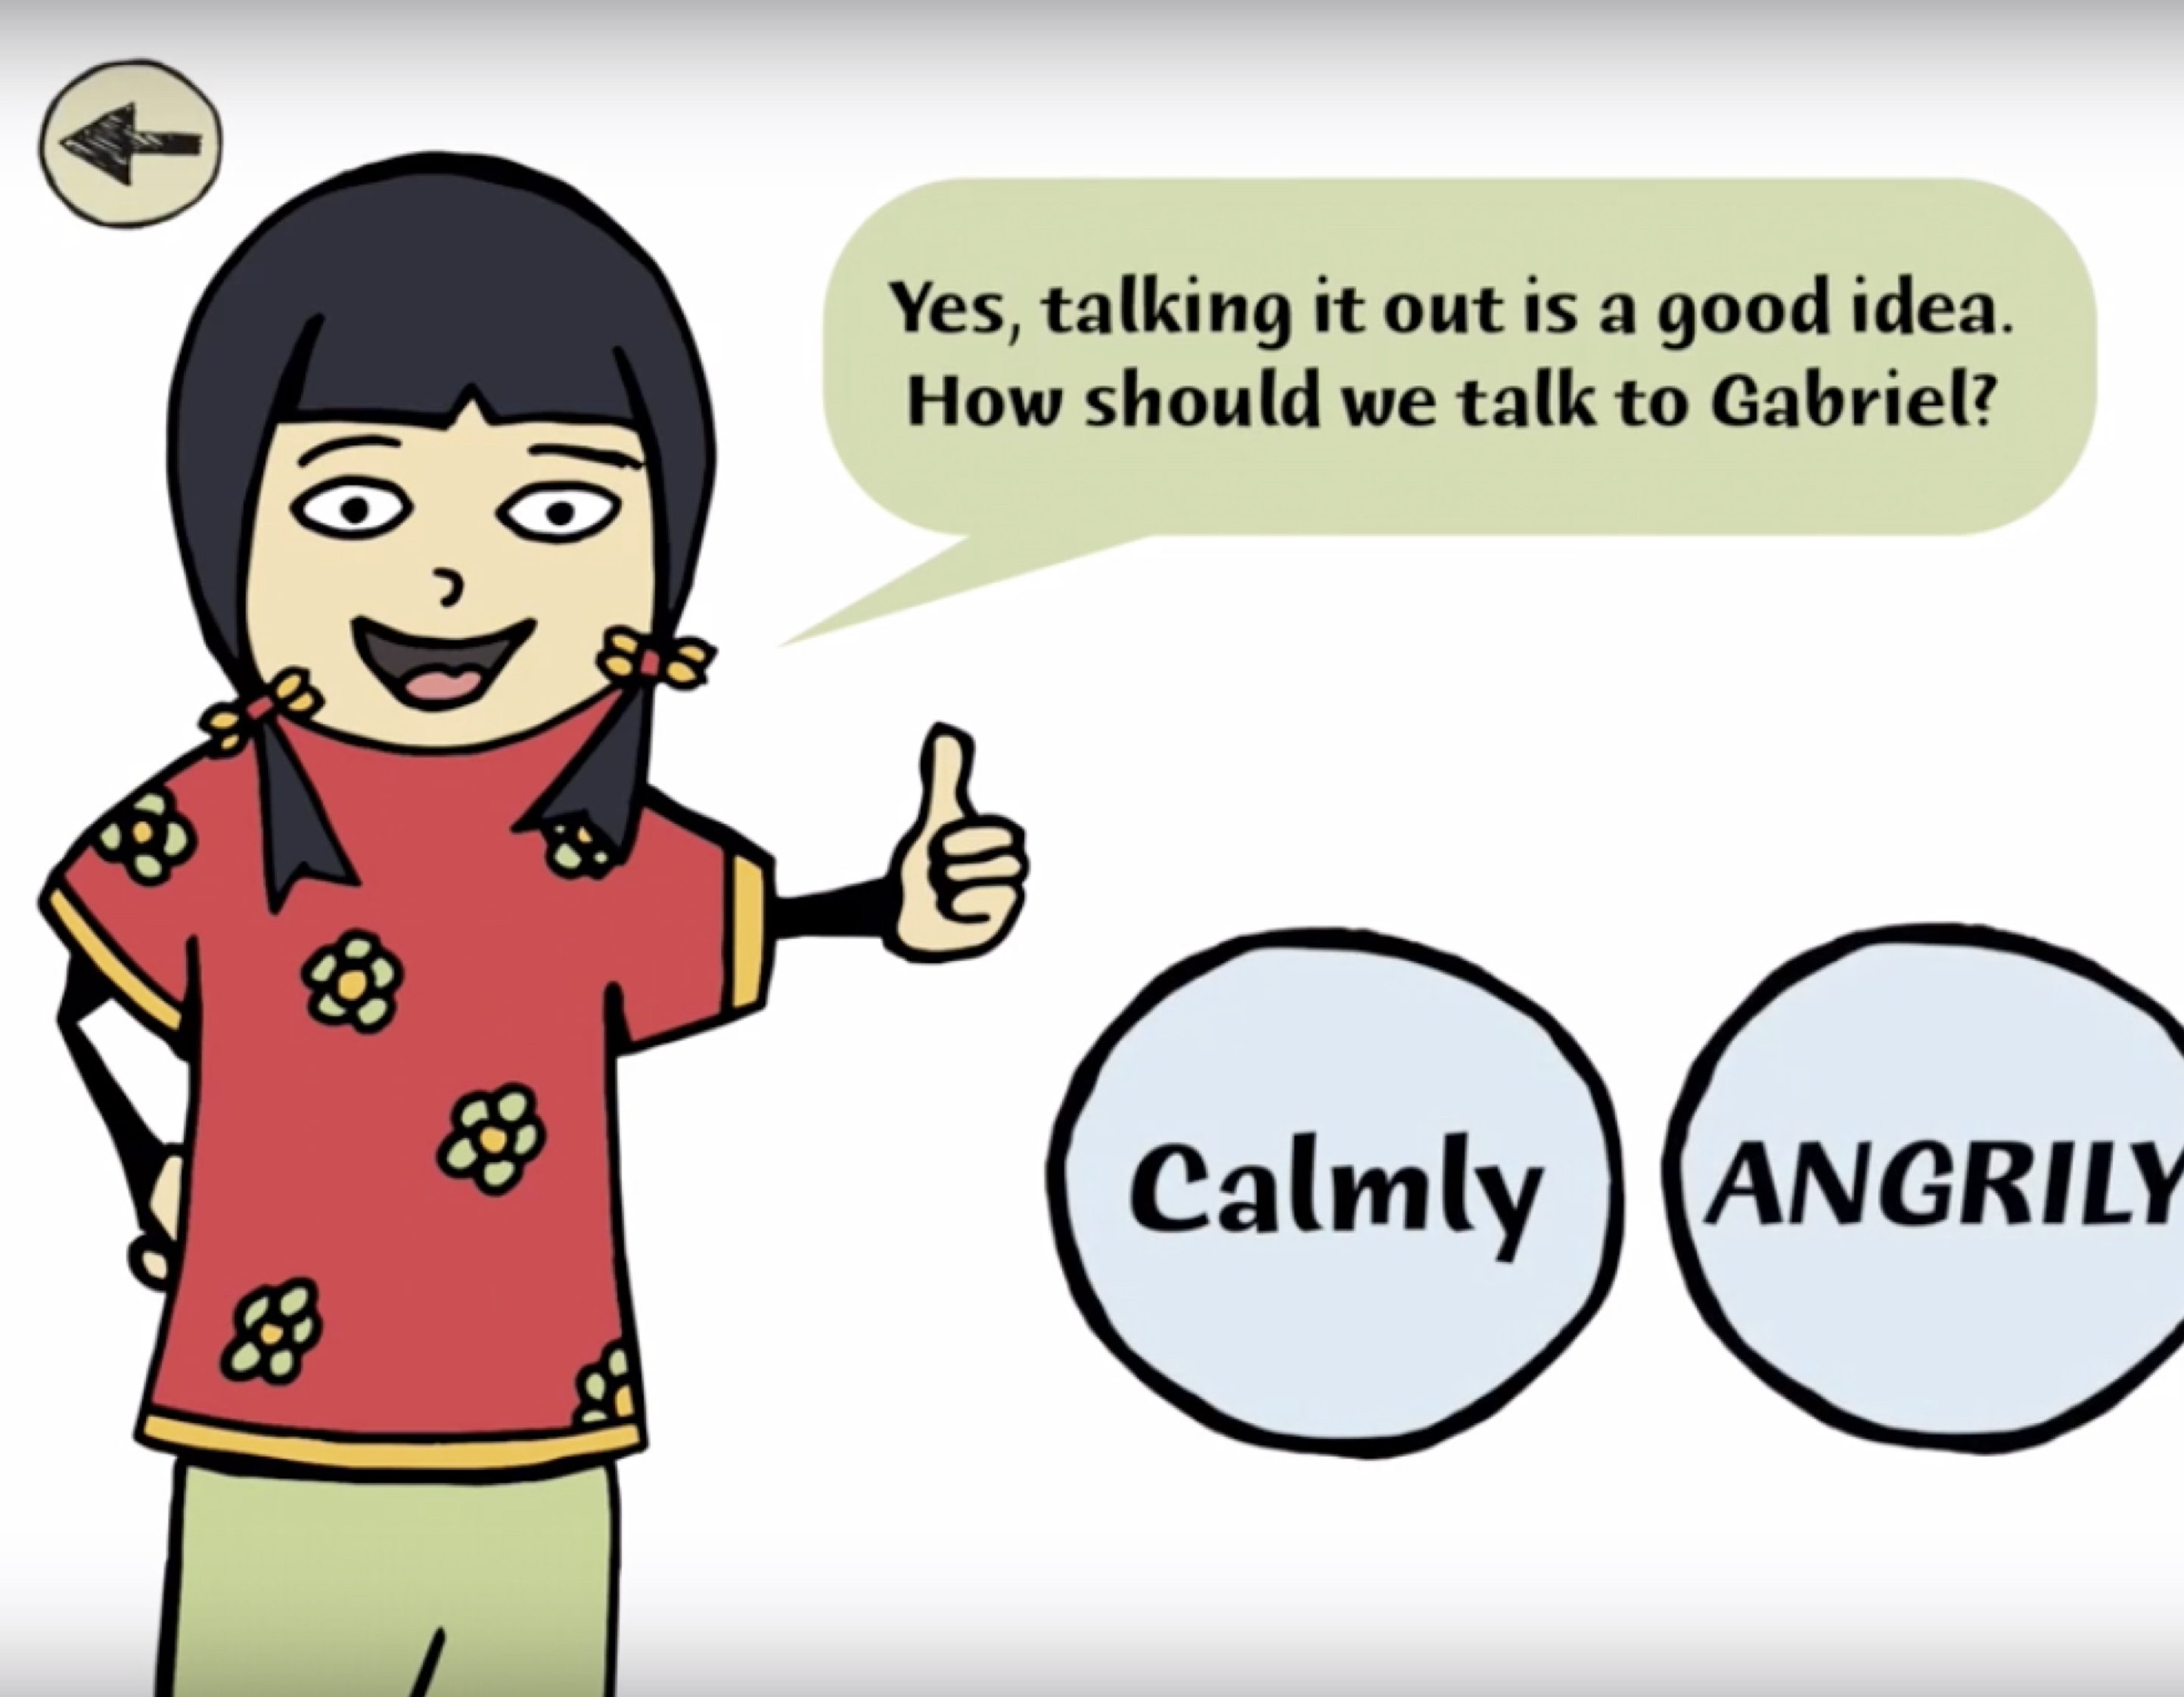 Yes, talking it out is a good idea.
How should we talk to Gabriel?
Calmly
ANGRILY